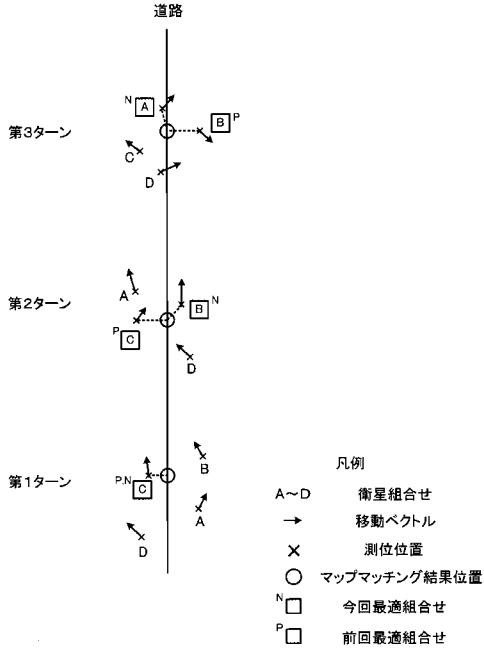 道路
N A
B P
第3ターン
C
D
A
第2ターン
B N
P C
D
B
第1ターン
P.N
C
A
D
凡例
A～D 衛星組合せ
移動ベクトル
測位位置
マップマッチング結果位置
N 今回最適組合せ
P 前回最適組合せ